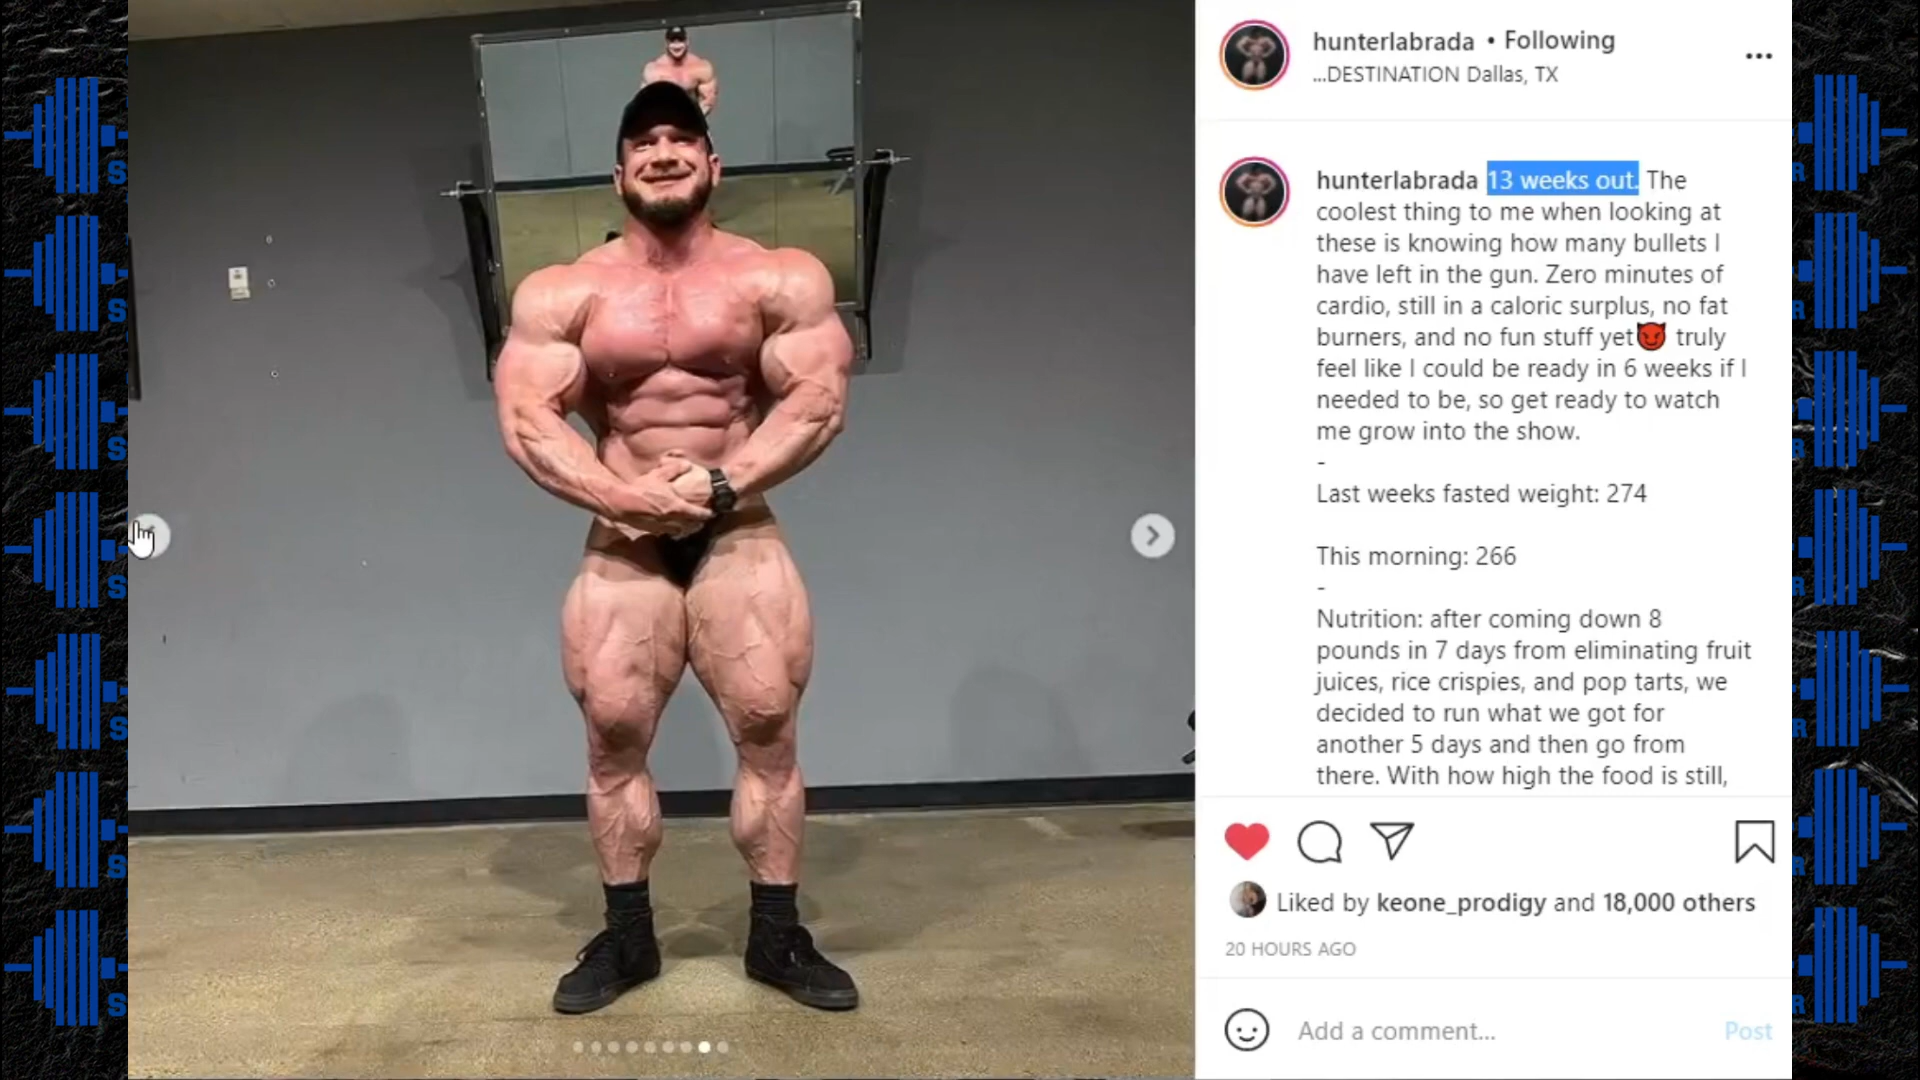 hunterlabrada • Following
...DESTINATION Dallas, TX
hunterlabrada 13 weeks out. The
coolest thing to me when looking at
these is knowing how many bullets I
have left in the gun. Zero minutes of
cardio, still in a caloric surplus, no fat
burners, and no fun stuff yet😈 truly
feel like I could be ready in 6 weeks if I
needed to be, so get ready to watch
me grow into the show.
-
Last weeks fasted weight: 274
This morning: 266
-
Nutrition: after coming down 8
pounds in 7 days from eliminating fruit
juices, rice crispies, and pop tarts, we
decided to run what we got for
another 5 days and then go from
there. With how high the food is still,
Liked by keone_prodigy and 18,000 others
20 HOURS AGO
Add a comment... Post
S
S
S
S
S
S
S
R
R
R
R
R
R
R